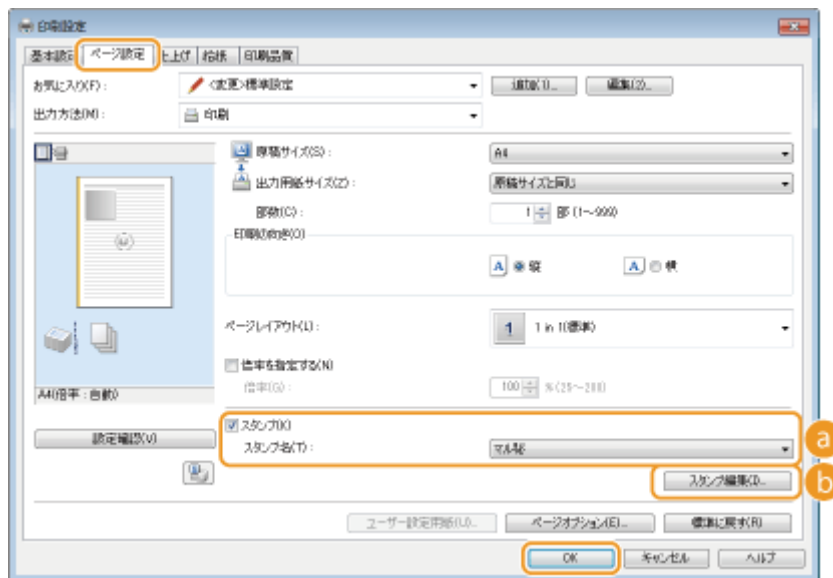 印刷設定
基本設定 ページ設定 仕上げ 給紙 印刷品質
お気に入り(F): <変更>標準設定 追加(1)... 編集(2)...
出力方法(M): 印刷
原稿サイズ(S): A4
出力用紙サイズ(Z): 原稿サイズと同じ
部数(C): 1 部 (1~999)
印刷の向き(O)
A 縦 A 横
ページレイアウト(L): 1 1 in 1(標準)
倍率を指定する(N)
倍率(G): 100 % (25~200)
A4(倍率:自動)
スタンプ(K)
スタンプ名(T): マル秘 a
設定確認(V)
スタンプ編集(I)... b
ユーザー設定用紙(U)... ページオプション(E)... 標準に戻す(R)
OK キャンセル ヘルプ